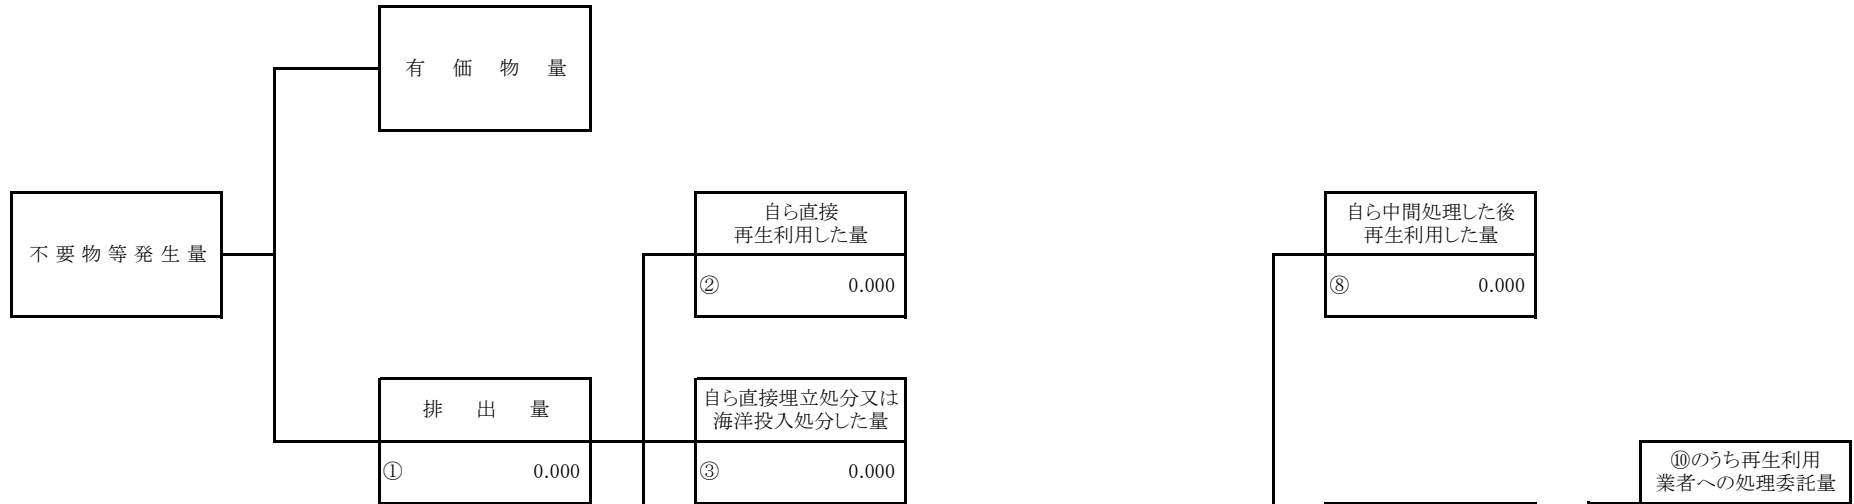 有価物量
不要物等発生量
自ら直接
再生利用した量
② 0.000
自ら中間処理した後
再生利用した量
⑧ 0.000
排出量
① 0.000
自ら直接埋立処分又は
海洋投入処分した量
③ 0.000
⑩のうち再生利用
業者への処理委託量